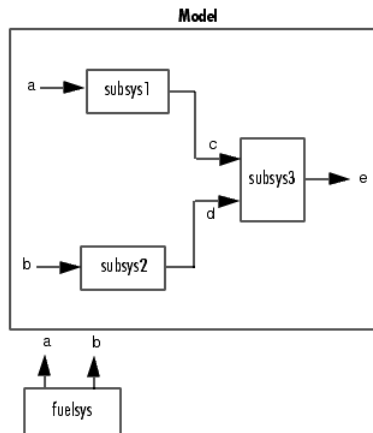 Model
a
subsys1
c
subsys3
e
d
b
subsys2
a b
fuelsys